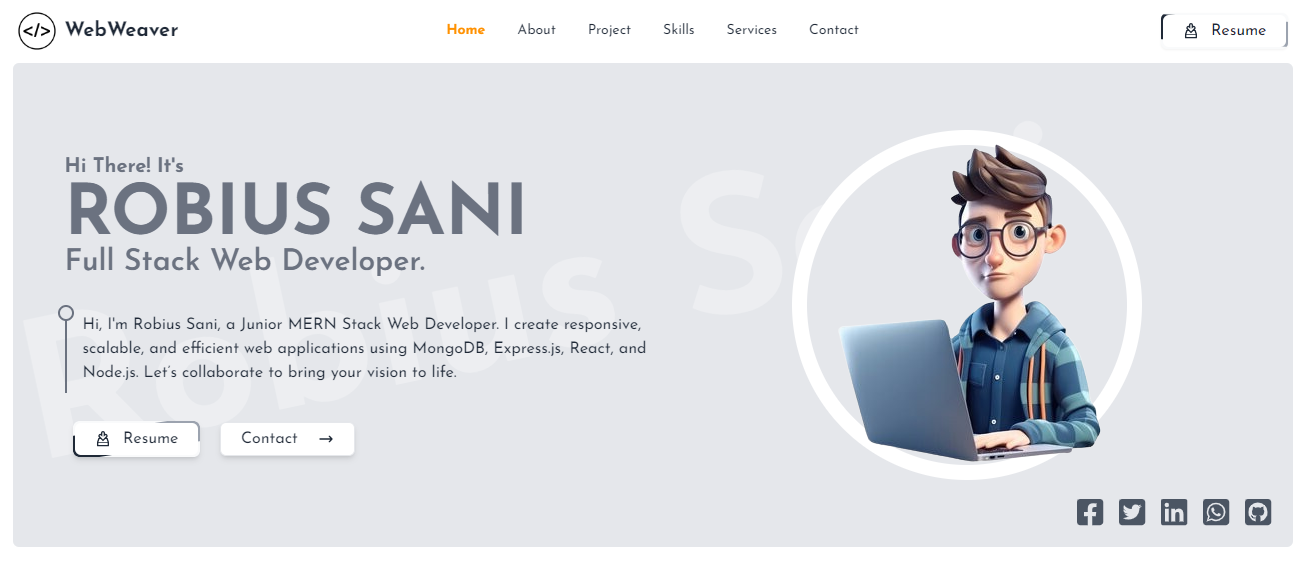 </> WebWeaver
Home About Project Skills Services Contact
Resume
Robius Sani
Hi There! It's
ROBIUS SANI
Full Stack Web Developer.
Hi, I'm Robius Sani, a Junior MERN Stack Web Developer. I create responsive,
scalable, and efficient web applications using MongoDB, Express.js, React, and
Node.js. Let's collaborate to bring your vision to life.
Resume
Contact →